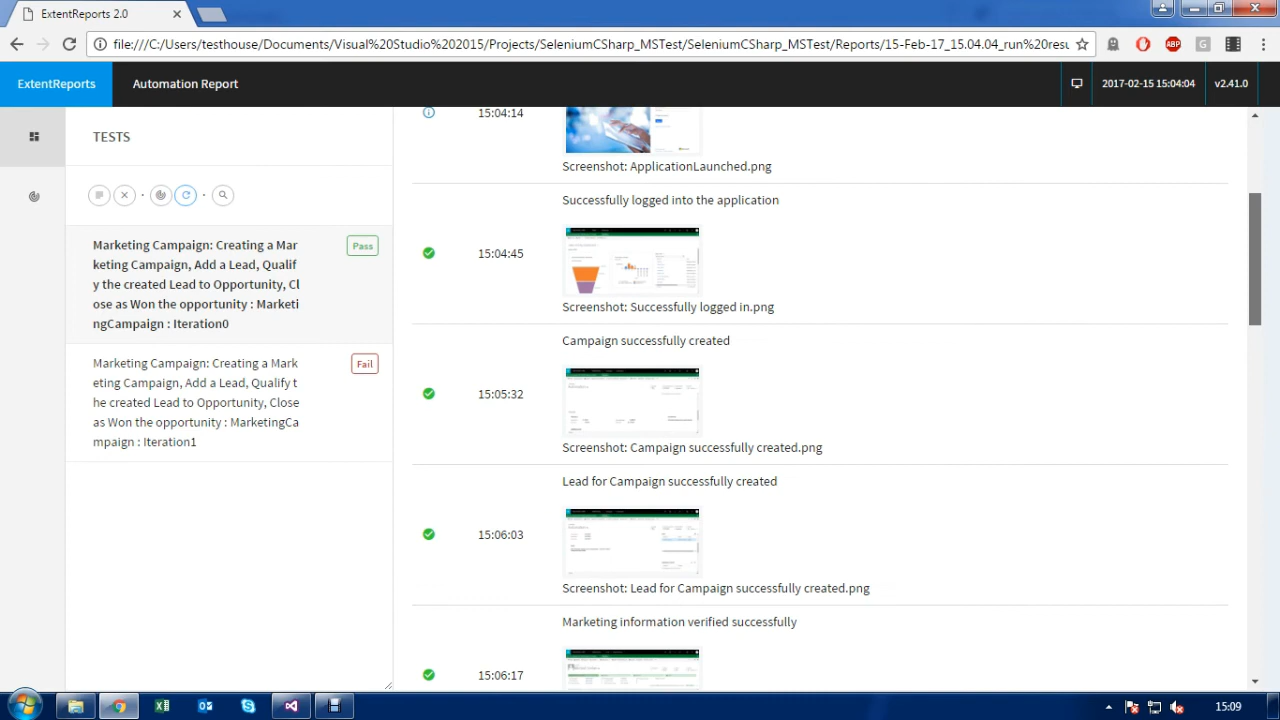 ExtentReports 2.0
file:///C:/Users/testhouse/Documents/Visual%20Studio%202015/Projects/SeleniumCSharp_MSTest/SeleniumCSharp_MSTest/Reports/15-Feb-17_15.04.04_run%20resu
ABP
ExtentReports
Automation Report
2017-02-15 15:04:04
v2.41.0
TESTS
Marketing Campaign: Creating a Mar
keting Campaign, Add a Lead, Qualif
y the created Lead to Opportunity, Cl
ose as Won the opportunity : Marketi
ngCampaign : Iteration0
Pass
Marketing Campaign: Creating a Mark
eting Campaign, Add a Lead, Qualify t
he created Lead to Opportunity, Close
as Won the opportunity : MarketingCa
mpaign : Iteration1
Fail
15:04:14
Screenshot: ApplicationLaunched.png
Successfully logged into the application
15:04:45
Screenshot: Successfully logged in.png
Campaign successfully created
15:05:32
Screenshot: Campaign successfully created.png
Lead for Campaign successfully created
15:06:03
Screenshot: Lead for Campaign successfully created.png
Marketing information verified successfully
15:06:17
15:09